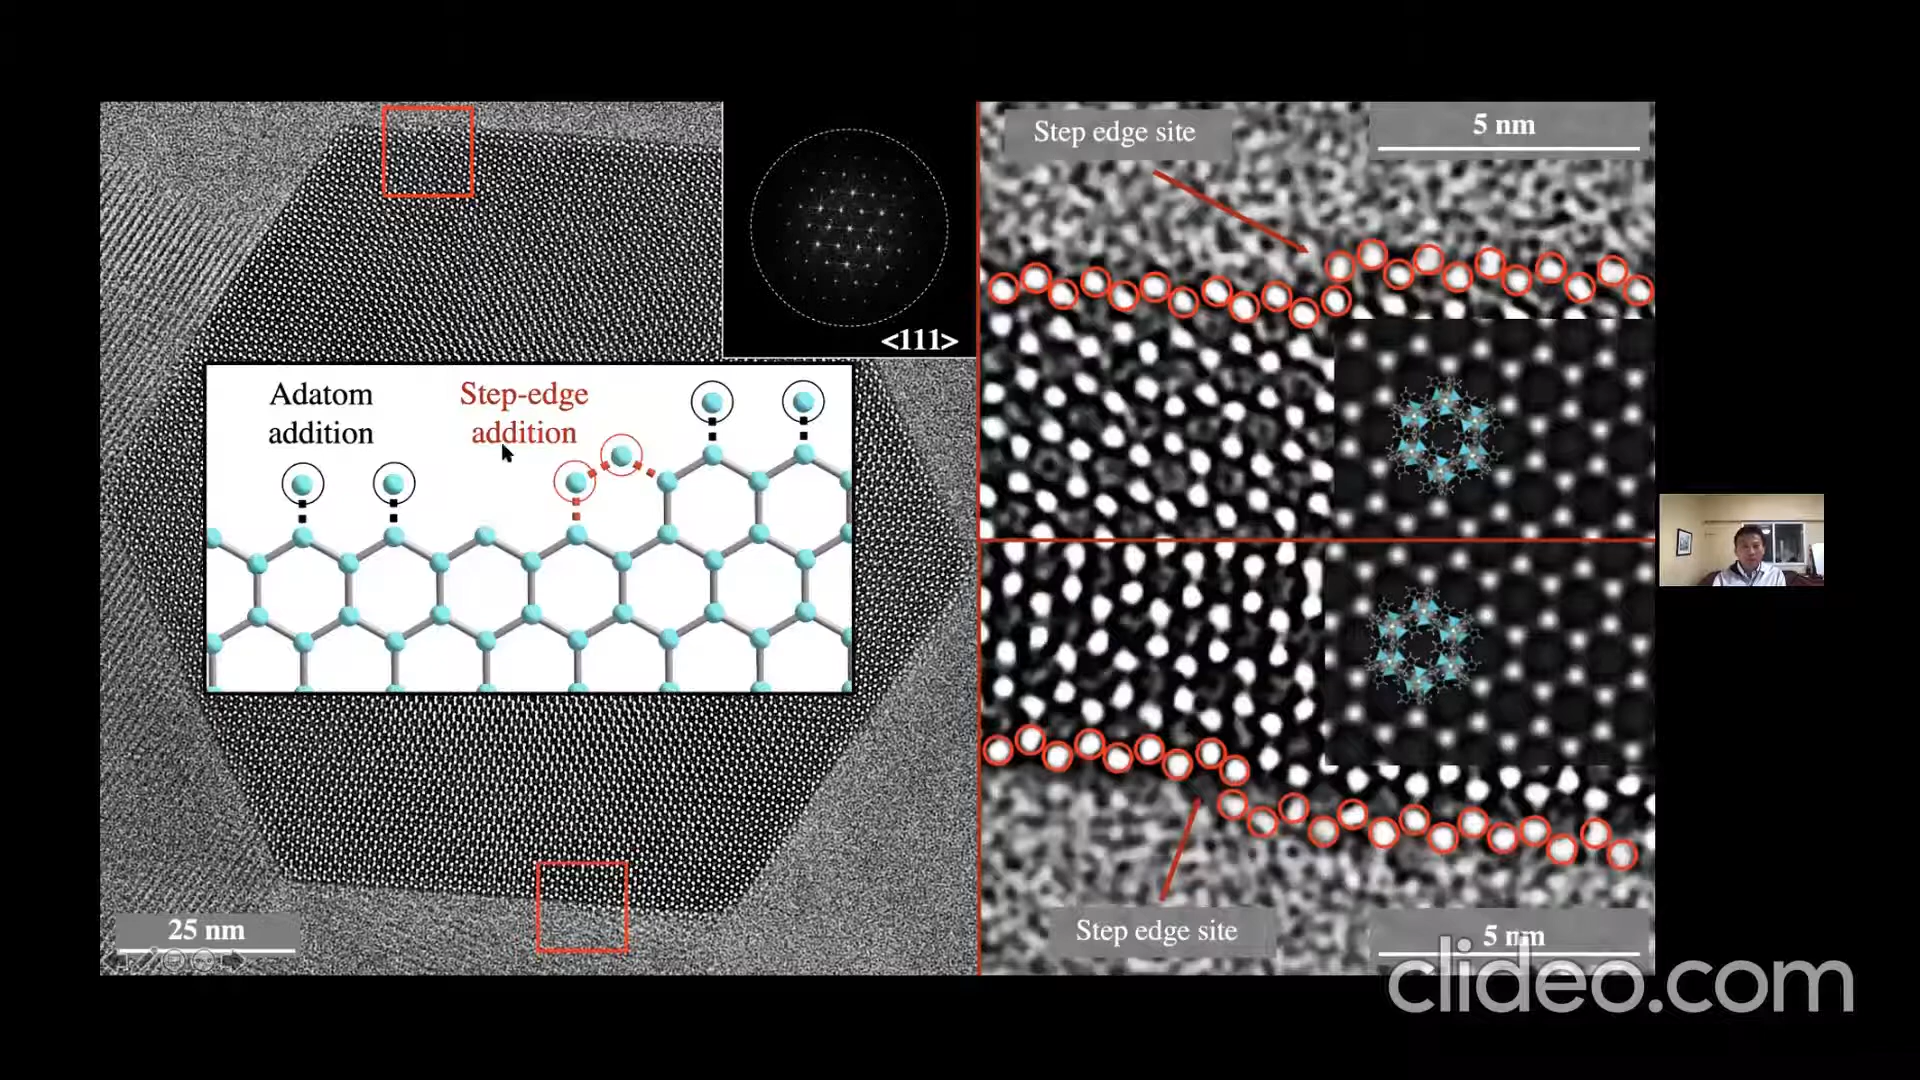 Step edge site
5 nm
<111>
Adatom
addition
Step-edge
addition
25 nm
Step edge site
5 nm
clideo.com